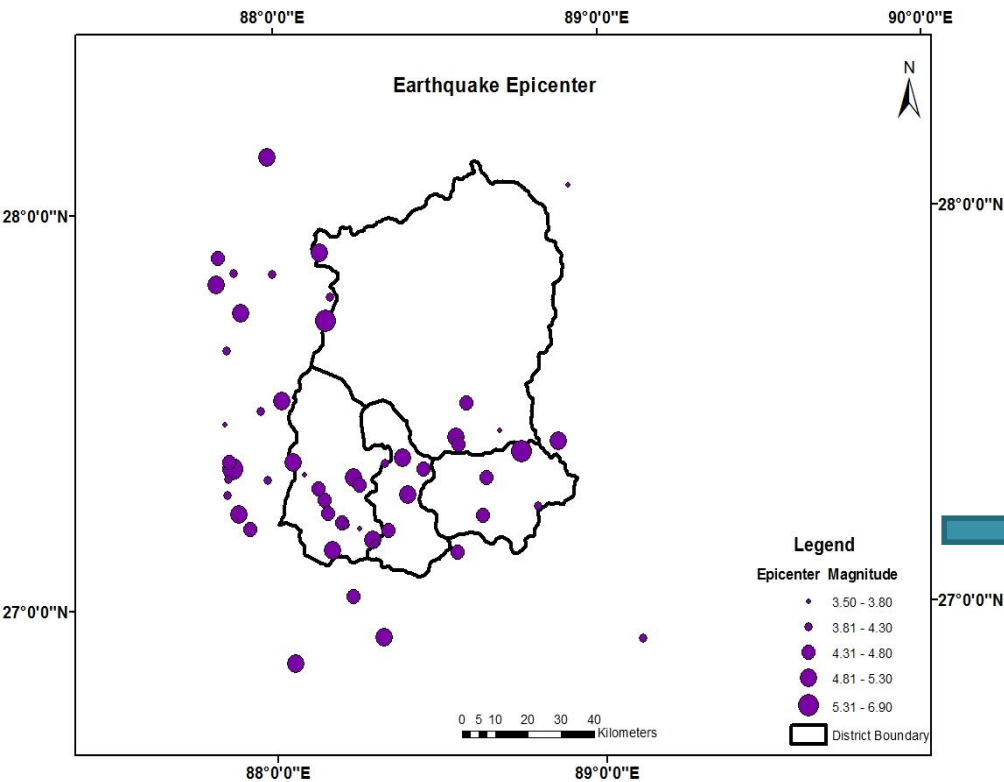 88°0'0"E 89°0'0"E 90°0'0"E
Earthquake Epicenter
N
28°0'0"N 28°0'0"N
Legend
Epicenter Magnitude
3.50 - 3.80
27°0'0"N 27°0'0"N
3.81 - 4.30
4.31 - 4.80
4.81 - 5.30
5.31 - 6.90
0 5 10 20 30 40
Kilometers
District Boundary
88°0'0"E 89°0'0"E